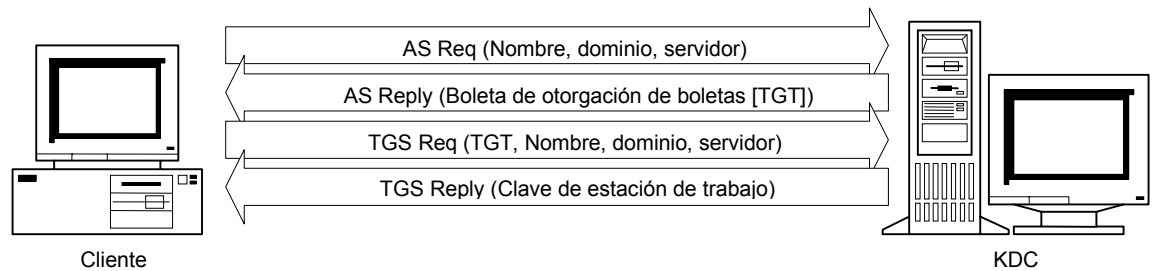 AS Req (Nombre, dominio, servidor)
AS Reply (Boleta de otorgación de boletas [TGT])
TGS Req (TGT, Nombre, dominio, servidor)
TGS Reply (Clave de estación de trabajo)
Cliente
KDC